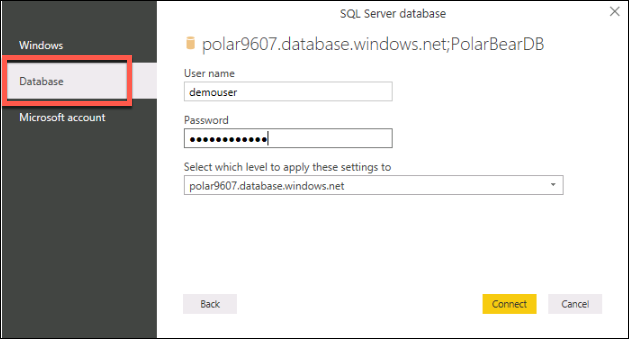 SQL Server database
Windows
Database
Microsoft account
polar9607.database.windows.net;PolarBearDB
User name
demouser
Password
●●●●●●●●●●●●
Select which level to apply these settings to
polar9607.database.windows.net
Back
Connect
Cancel